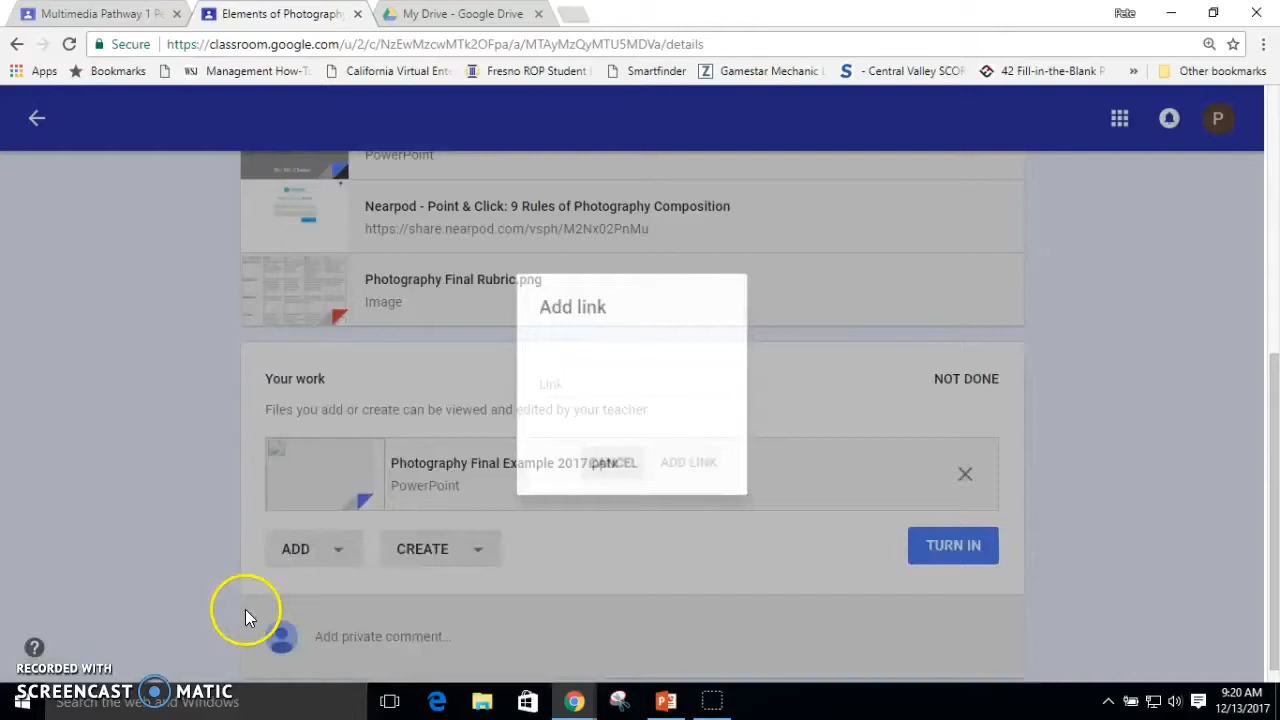 Multimedia Pathway 1 Pe
Elements of Photography
My Drive - Google Drive
Pete
Secure
https://classroom.google.com/u/2/c/NzEwMzcwMTk2OFpa/a/MTAyMzQyMTU5MDVa/details
Apps
Bookmarks
Management How-To
California Virtual Ente
Fresno ROP Student I
Smartfinder
Gamestar Mechanic L
- Central Valley SCOR
42 Fill-in-the-Blank P
Other bookmarks
P
PowerPoint
Nearpod - Point & Click: 9 Rules of Photography Composition
https://share.nearpod.com/vsph/M2Nx02PnMu
Photography Final Rubric.png
Image
Add link
Link
CANCEL
ADD LINK
Your work
NOT DONE
Files you add or create can be viewed and edited by your teacher
Photography Final Example 2017.pptx
PowerPoint
ADD
CREATE
TURN IN
Add private comment...
RECORDED WITH
SCREENCAST MATIC
Search the web and Windows
9:20 AM
12/13/2017